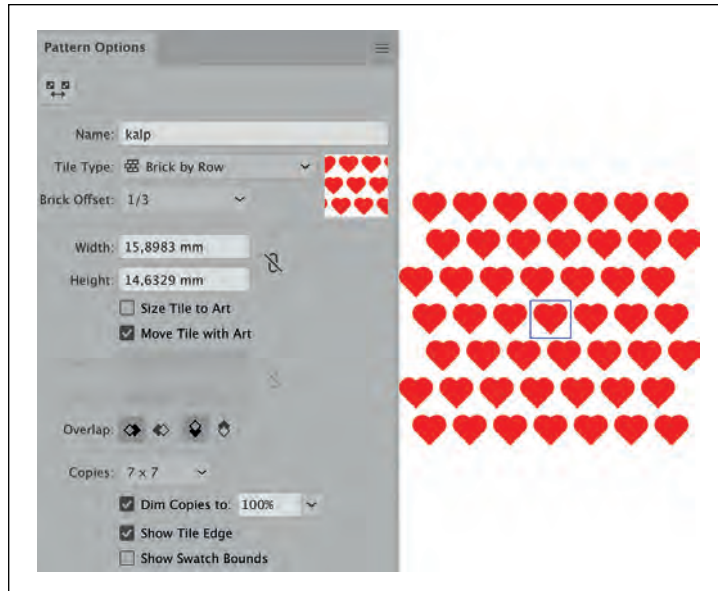 Pattern Options
Name: kalp
Tile Type: Brick by Row
Brick Offset: 1/3
Width: 15,8983 mm
Height: 14,6329 mm
Size Tile to Art
Move Tile with Art
Overlap:
Copies: 7 x 7
Dim Copies to: 100%
Show Tile Edge
Show Swatch Bounds